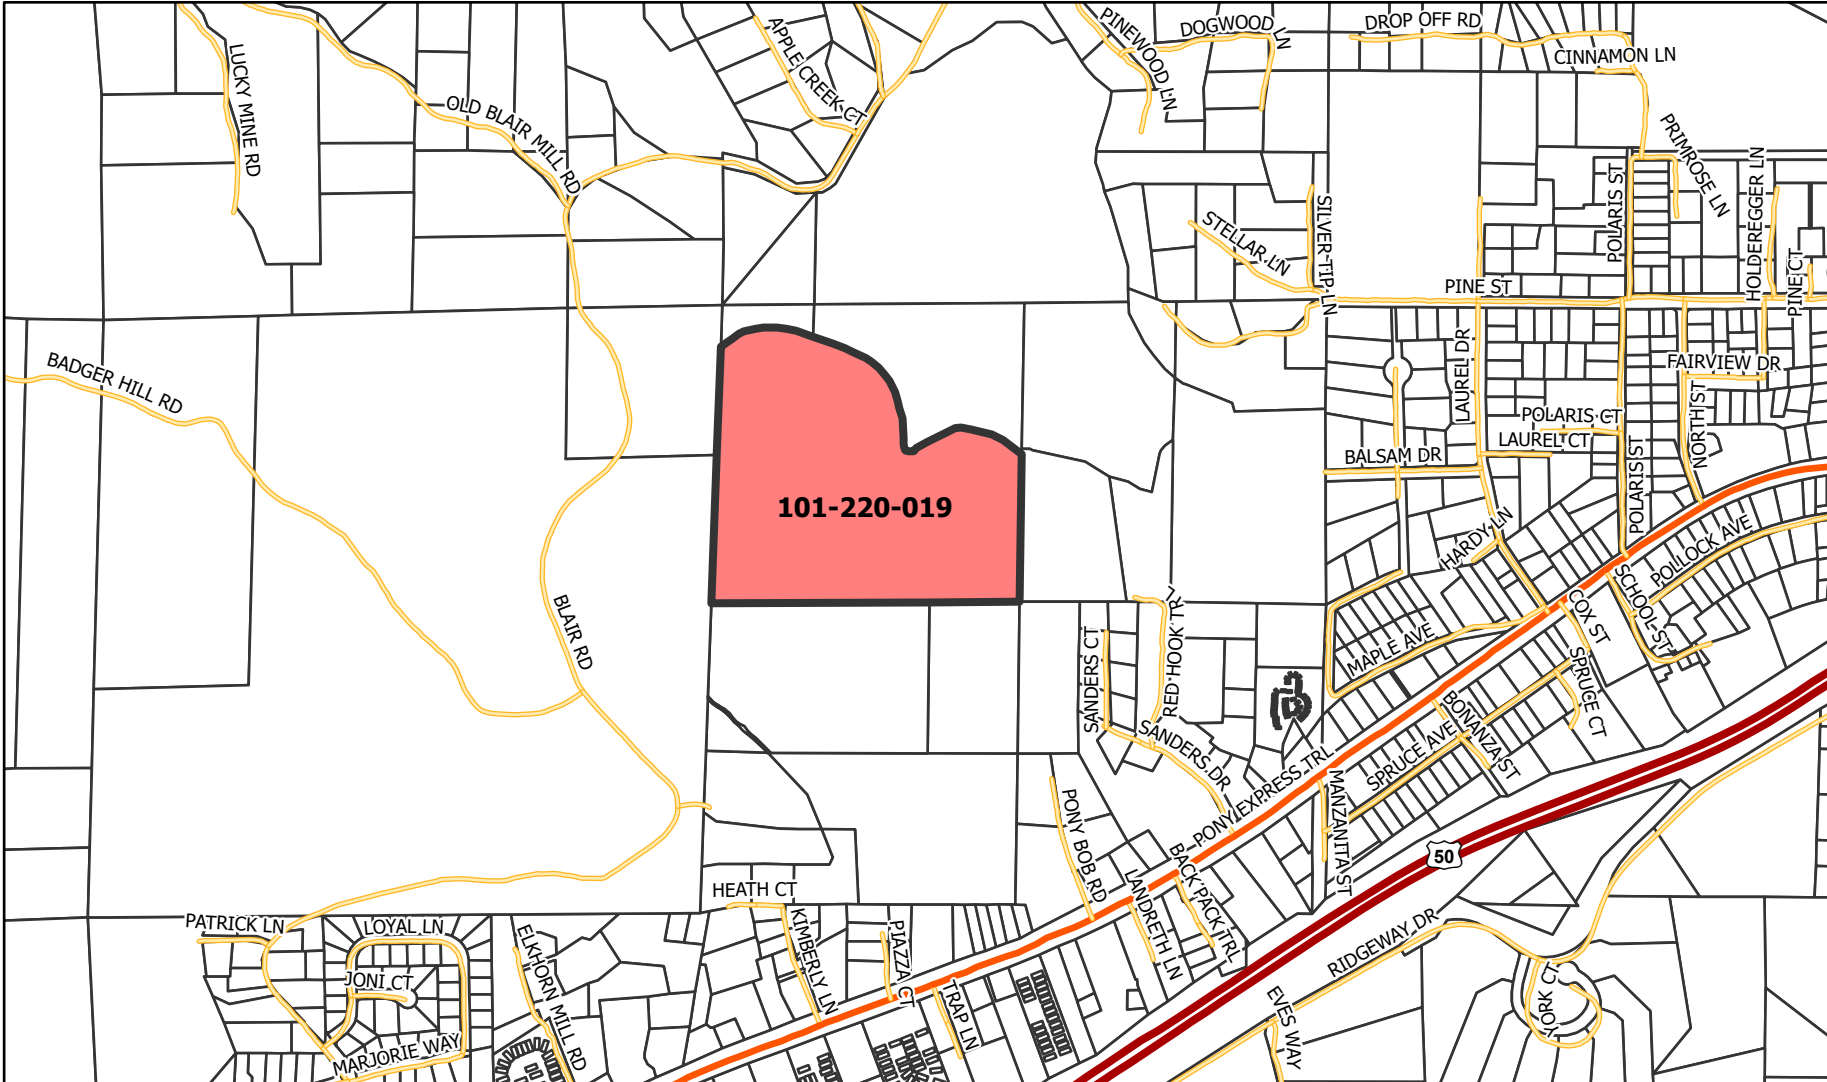 PINEWOOD LN
DOGWOOD LN
DROP OFF RD
CINNAMON LN
LUCKY MINE RD
APPLE CREEK CT
OLD BLAIR MILL RD
PRIMROSE LN
POLARIS ST
HOLDEREGGER LN
SILVER TIP LN
STELLAR LN
PINE CT
PINE ST
BADGER HILL RD
LAUREL DR
FAIRVIEW DR
NORTH ST
POLARIS CT
LAUREL CT
BALSAM DR
POLARIS ST
101-220-019
HARDY LN
POLLOCK AVE
SCHOOL ST
COX ST
BLAIR RD
RED HOOK TRL
SANDERS CT
MAPLE AVE
SPRUCE CT
BONANZA ST
SANDERS DR
SPRUCE AVE
PONY EXPRESS TRL
MANZANITA ST
PONY BOB RD
50
BACK PACK TRL
LANDRETH LN
HEATH CT
KIMBERLY LN
PIAZZA CT
PATRICK LN
LOYAL LN
ELKHORN MILL RD
RIDGEWAY DR
JONI CT
TRAP LN
YORK CT
EVES WAY
MARJORIE WAY